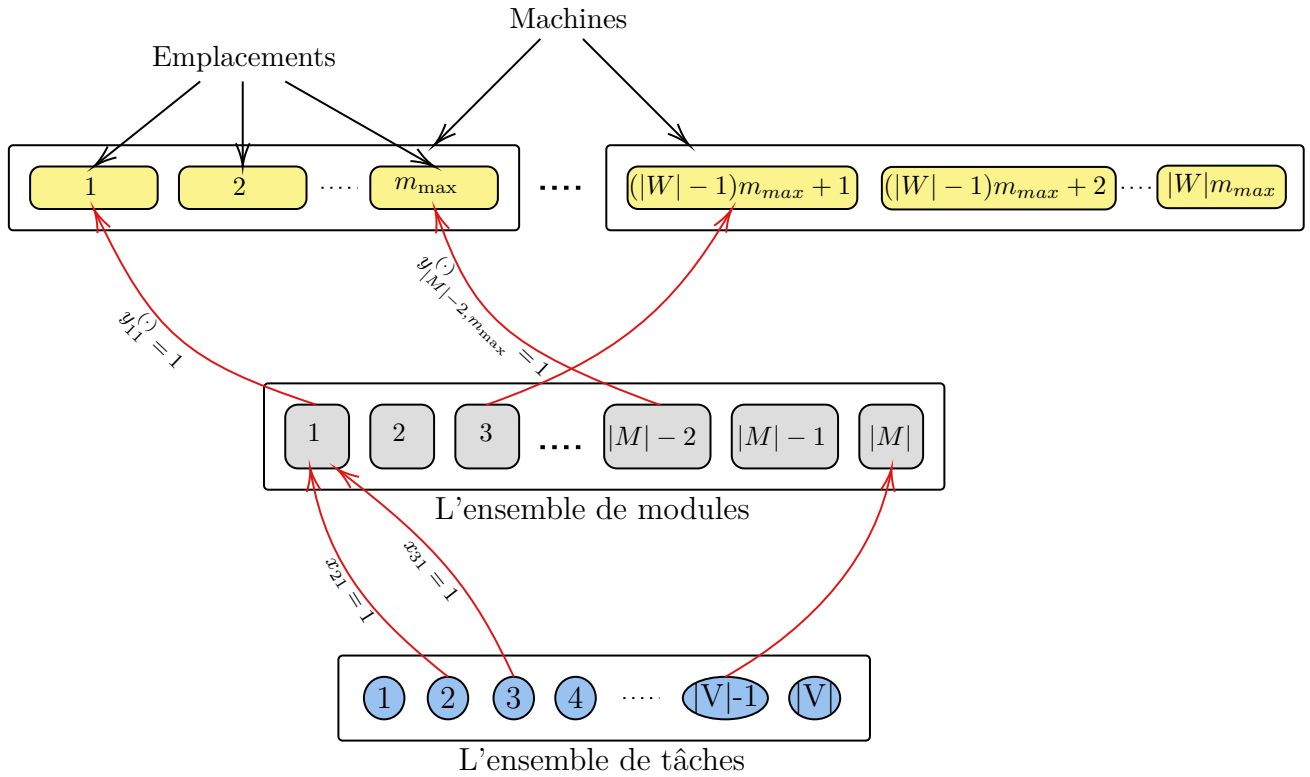 Machines
Emplacements
1 2 ..... m_max .... (|W| − 1)m_max + 1 (|W| − 1)m_max + 2 ..... |W|m_max
y_11^(·) = 1
y_{|M|−2,m_max}^(·) = 1
1 2 3 .... |M| − 2 |M| − 1 |M|
L'ensemble de modules
x_21 = 1
x_31 = 1
1 2 3 4 ..... |V|-1 |V|
L'ensemble de tâches